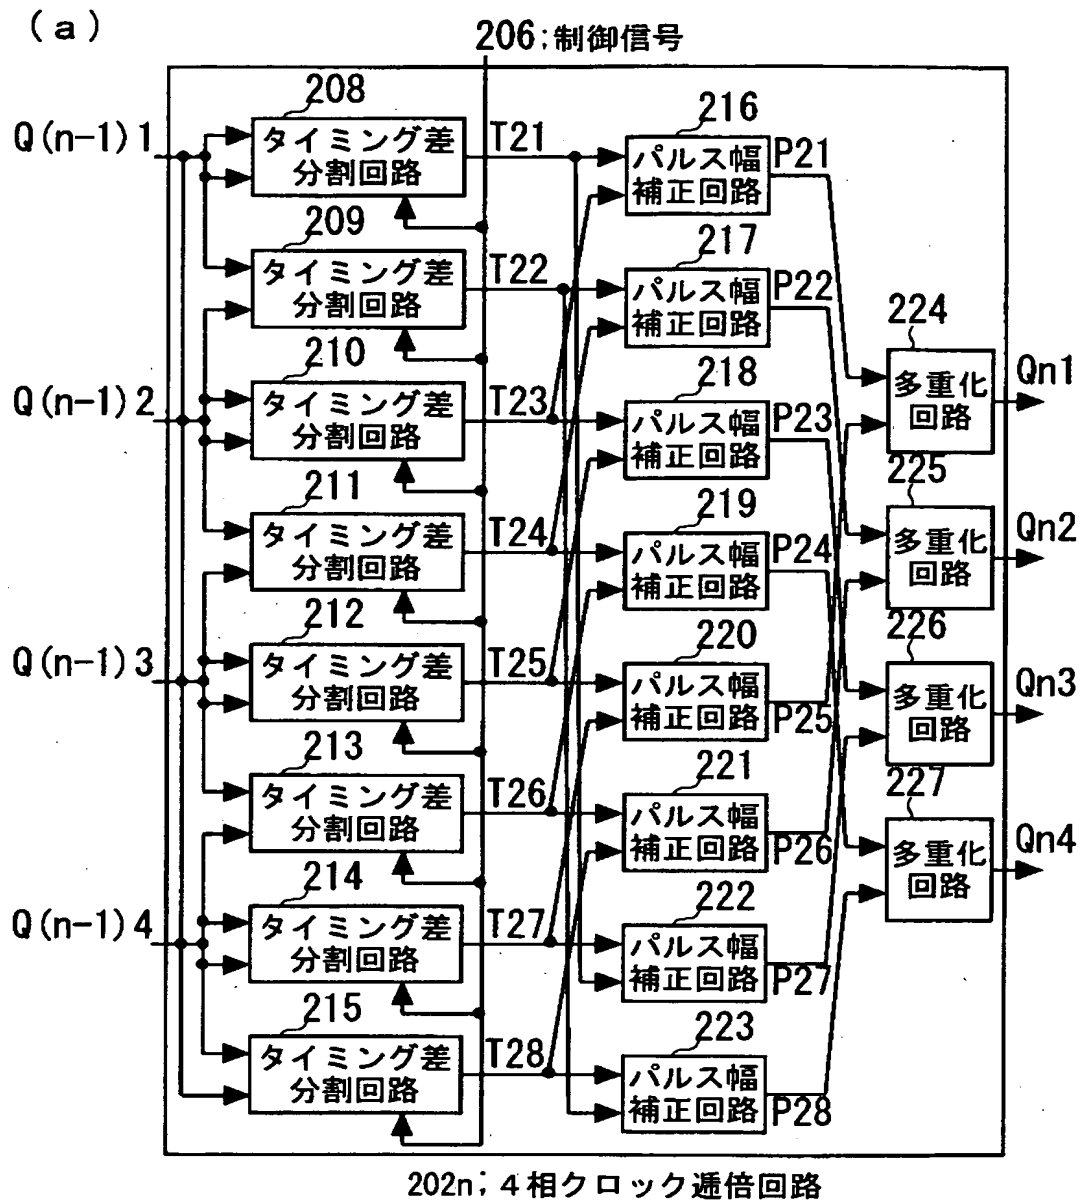 (a)
206;制御信号
208
216
Q(n-1)1
タイミング差
分割回路
T21
パルス幅
補正回路
P21
209
217
タイミング差
分割回路
T22
パルス幅
補正回路
P22
224
多重化
回路
Qn1
210
218
Q(n-1)2
タイミング差
分割回路
T23
パルス幅
補正回路
P23
225
多重化
回路
Qn2
211
219
タイミング差
分割回路
T24
パルス幅
補正回路
P24
212
220
226
Q(n-1)3
タイミング差
分割回路
T25
パルス幅
補正回路
P25
多重化
回路
Qn3
213
221
227
タイミング差
分割回路
T26
パルス幅
補正回路
P26
多重化
回路
Qn4
214
222
Q(n-1)4
タイミング差
分割回路
T27
パルス幅
補正回路
P27
215
223
タイミング差
分割回路
T28
パルス幅
補正回路
P28
202n;4相クロック逓倍回路